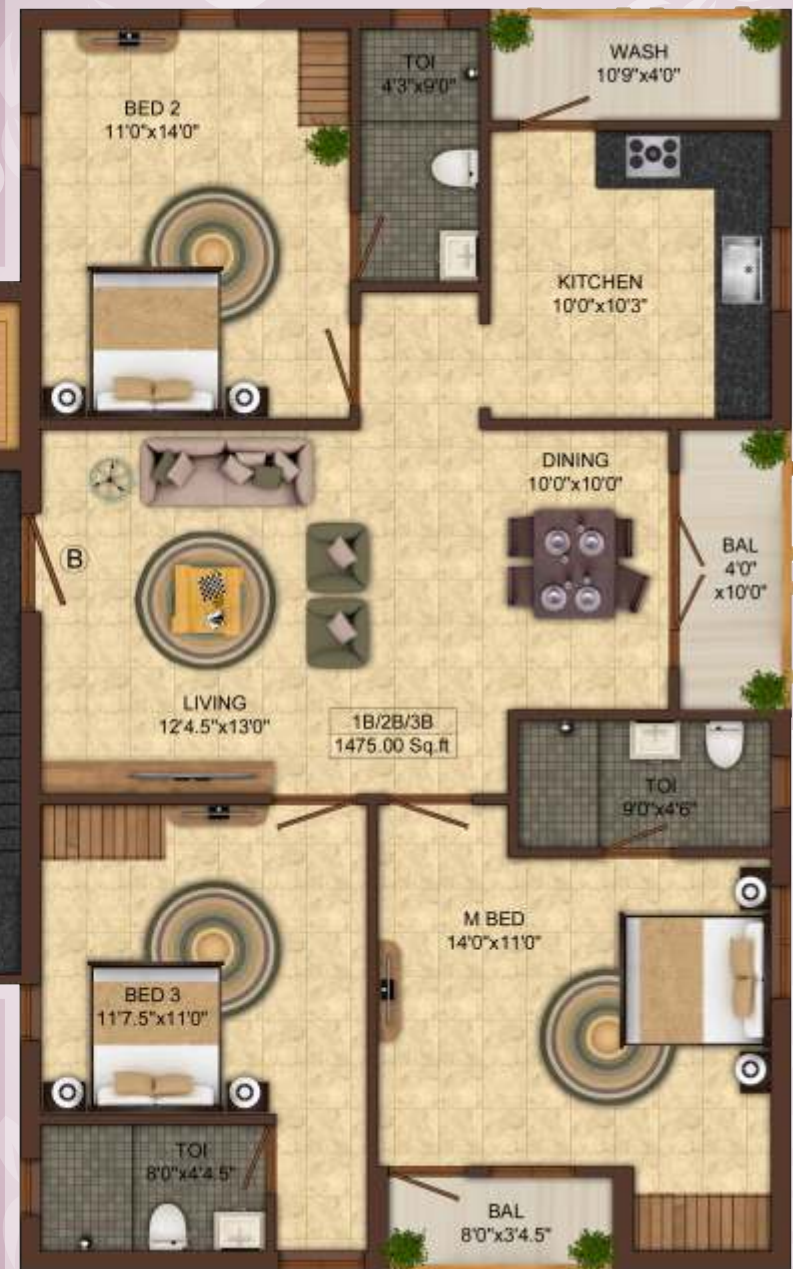 TOI
4'3"x9'0"
WASH
10'9"x4'0"
BED 2
11'0"x14'0"
KITCHEN
10'0"x10'3"
DINING
10'0"x10'0"
B
BAL
4'0"
x10'0"
LIVING
12'4.5"x13'0"
1B/2B/3B
1475.00 Sq.ft
TOI
9'0"x4'6"
M BED
14'0"x11'0"
BED 3
11'7.5"x11'0"
TOI
8'0"x4'4.5"
BAL
8'0"x3'4.5"